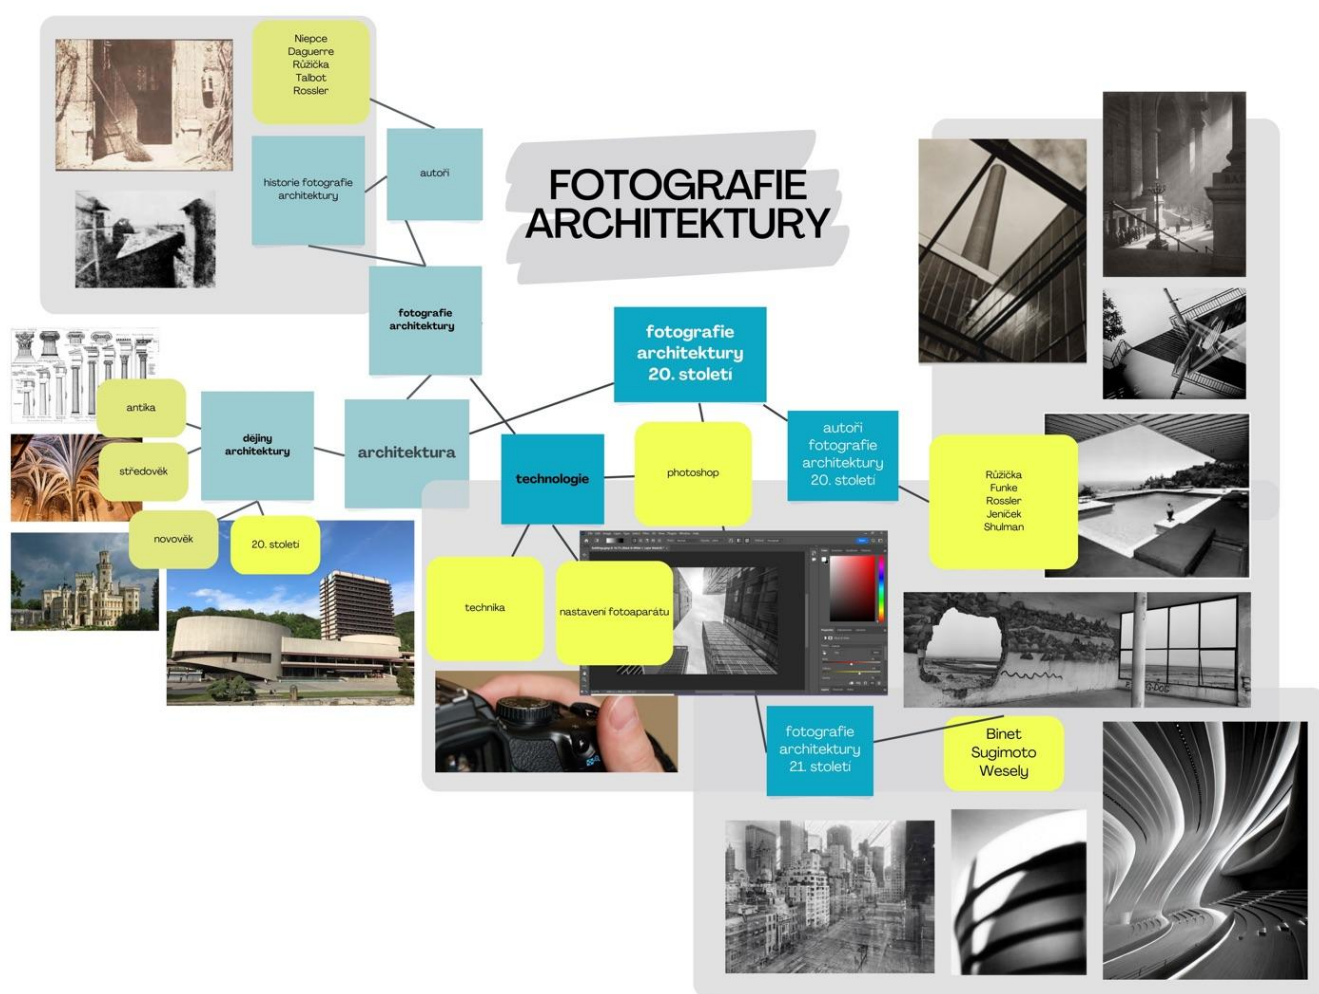 Niepce
Daguerre
Růžička
Talbot
Rossler
historie fotografie
architektury
autoři
FOTOGRAFIE
ARCHITEKTURY
fotografie
architektury
fotografie
architektury
20. století
antika
dějiny
architektury
architektura
středověk
novověk
20. století
technologie
photoshop
autoři
fotografie
architektury
20. století
Růžička
Funke
Rossler
Jeníček
Shulman
technika
nastavení fotoaparátu
fotografie
architektury
21. století
Binet
Sugimoto
Wesely